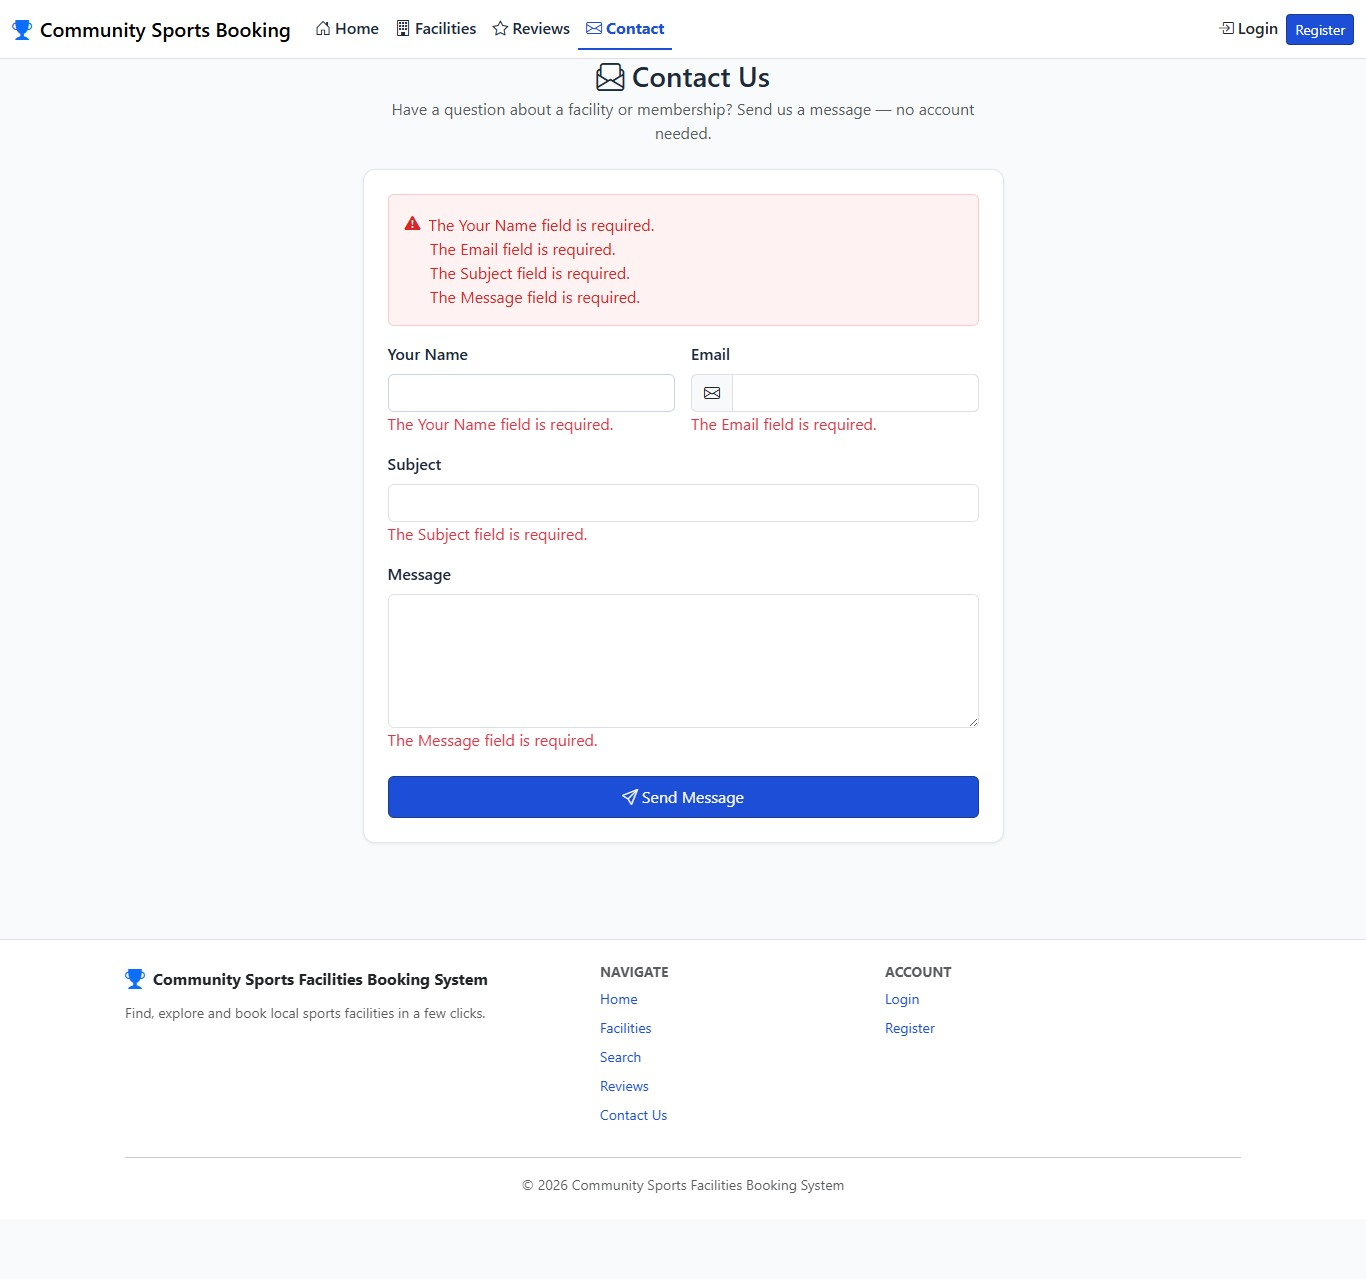 Community Sports Booking Home Facilities Reviews Contact Login Register
Contact Us
Have a question about a facility or membership? Send us a message — no account
needed.
The Your Name field is required.
The Email field is required.
The Subject field is required.
The Message field is required.
Your Name Email
The Your Name field is required. The Email field is required.
Subject
The Subject field is required.
Message
The Message field is required.
Send Message
Community Sports Facilities Booking System
Find, explore and book local sports facilities in a few clicks.
NAVIGATE
Home
Facilities
Search
Reviews
Contact Us
ACCOUNT
Login
Register
© 2026 Community Sports Facilities Booking System